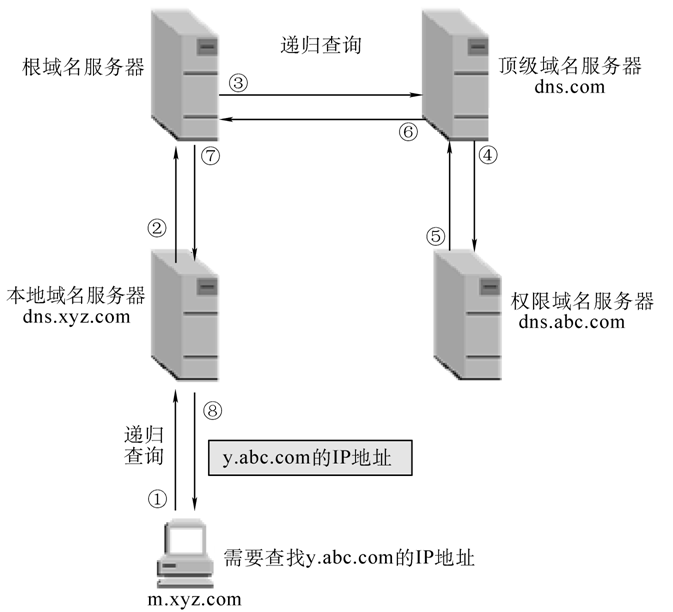 递归查询
根域名服务器
顶级域名服务器
dns.com
③
⑥
⑦
④
②
⑤
本地域名服务器
dns.xyz.com
权限域名服务器
dns.abc.com
⑧
递归
查询
y.abc.com的IP地址
①
需要查找y.abc.com的IP地址
m.xyz.com